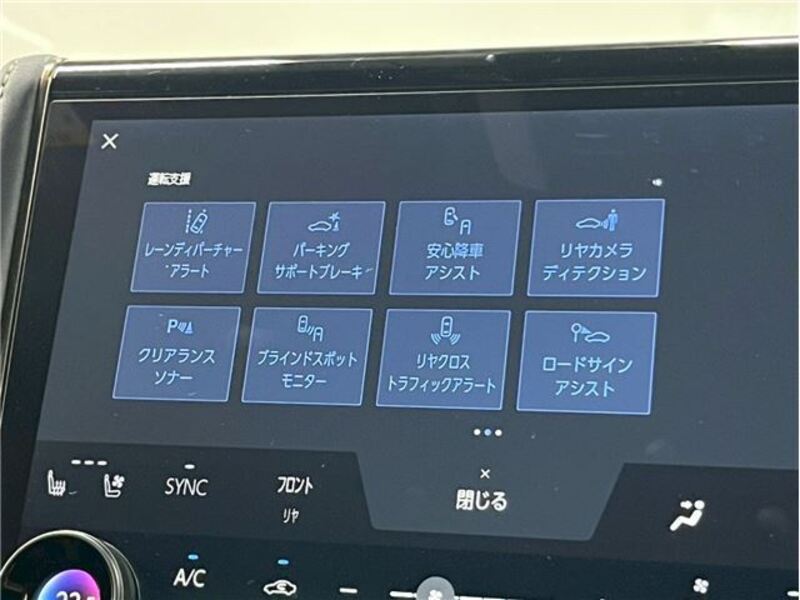 運転支援
レーンディパーチャー
アラート
パーキング
サポートブレーキ
安心降車
アシスト
リヤカメラ
ディテクション
P
クリアランス
ソナー
ブラインドスポット
モニター
リヤクロス
トラフィックアラート
ロードサイン
アシスト
SYNC
フロント
リヤ
×
閉じる
A/C